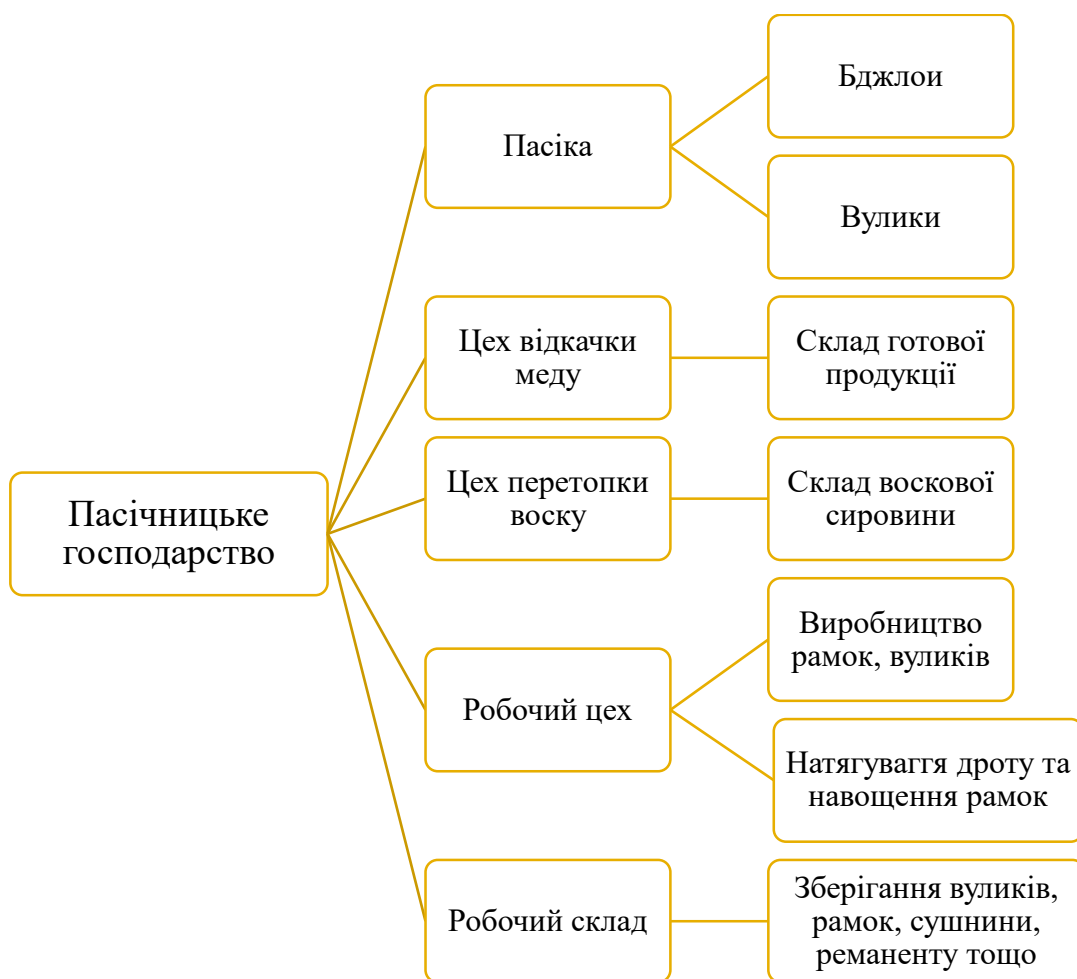 Бджлои
Пасіка
Вулики
Цех відкачки
меду
Склад готової
продукції
Цех перетопки
воску
Склад воскової
сировини
Пасічницьке
господарство
Виробництво
рамок, вуликів
Робочий цех
Натягуваггя дроту та
навощення рамок
Робочий склад
Зберігання вуликів,
рамок, сушнини,
реманенту тощо